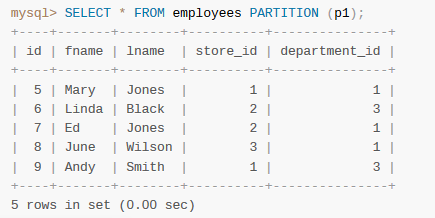 mysql> SELECT * FROM employees PARTITION (p1);
+----+-------+--------+----------+---------------+
| id | fname | lname  | store_id | department_id |
+----+-------+--------+----------+---------------+
|  5 | Mary  | Jones  |        1 |             1 |
|  6 | Linda | Black  |        2 |             3 |
|  7 | Ed    | Jones  |        2 |             1 |
|  8 | June  | Wilson |        3 |             1 |
|  9 | Andy  | Smith  |        1 |             3 |
+----+-------+--------+----------+---------------+
5 rows in set (0.00 sec)